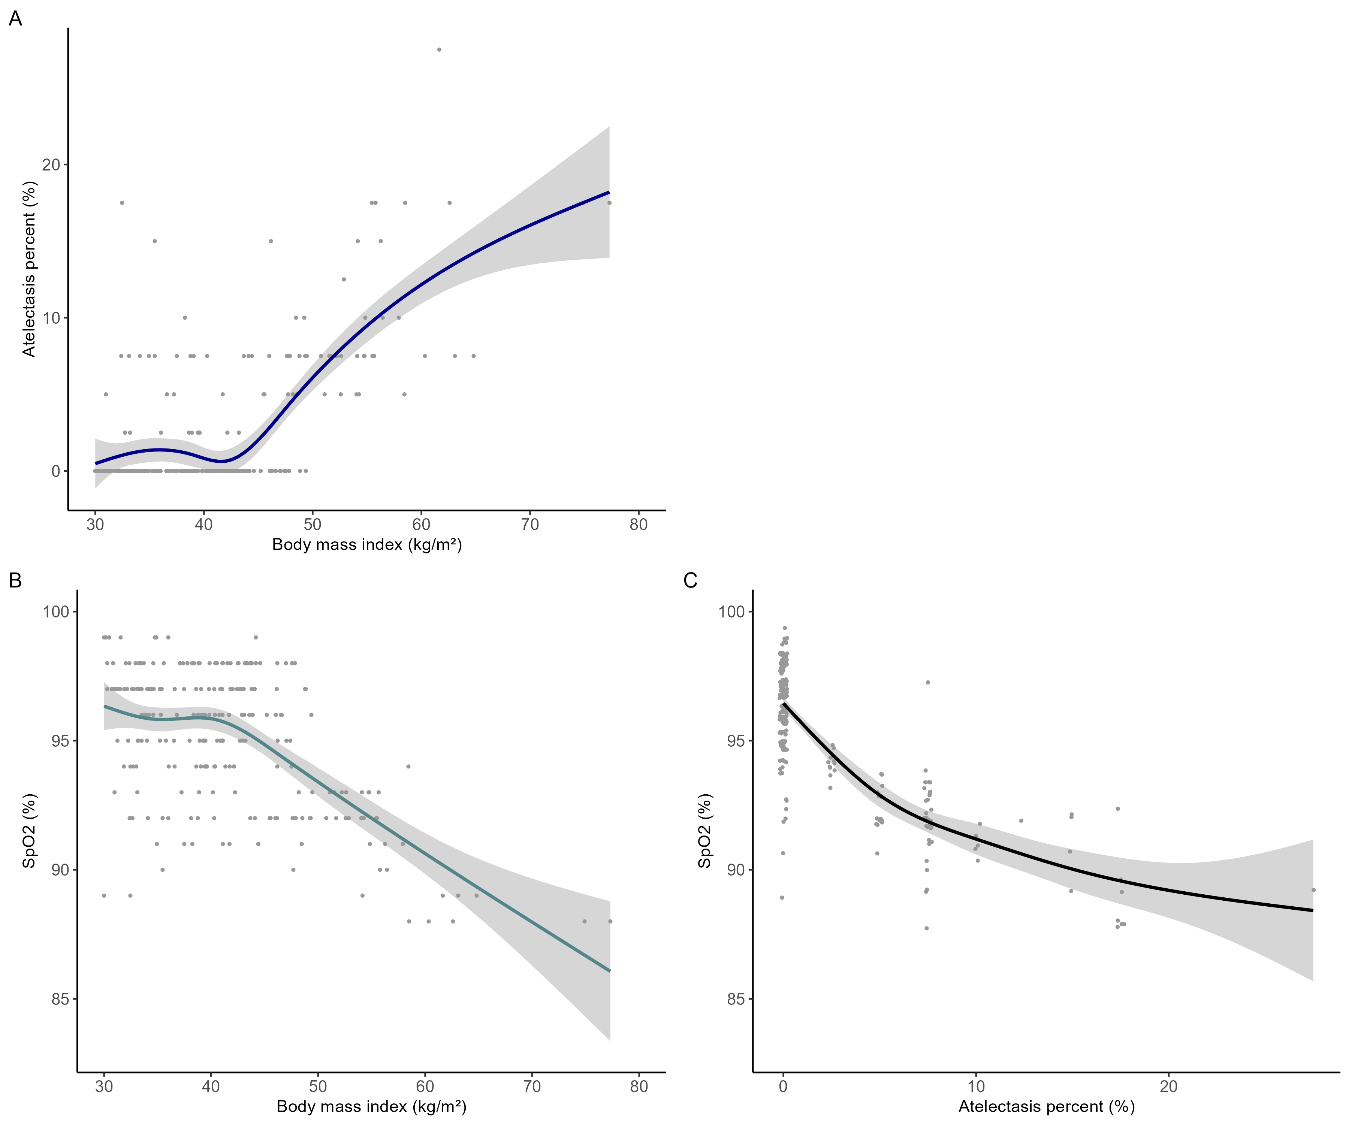 A
Atelectasis percent (%)
20
10
0
30 40 50 60 70 80
Body mass index (kg/m²)
B
SpO2 (%)
100
95
90
85
30 40 50 60 70 80
Body mass index (kg/m²)
C
SpO2 (%)
100
95
90
85
0 10 20
Atelectasis percent (%)